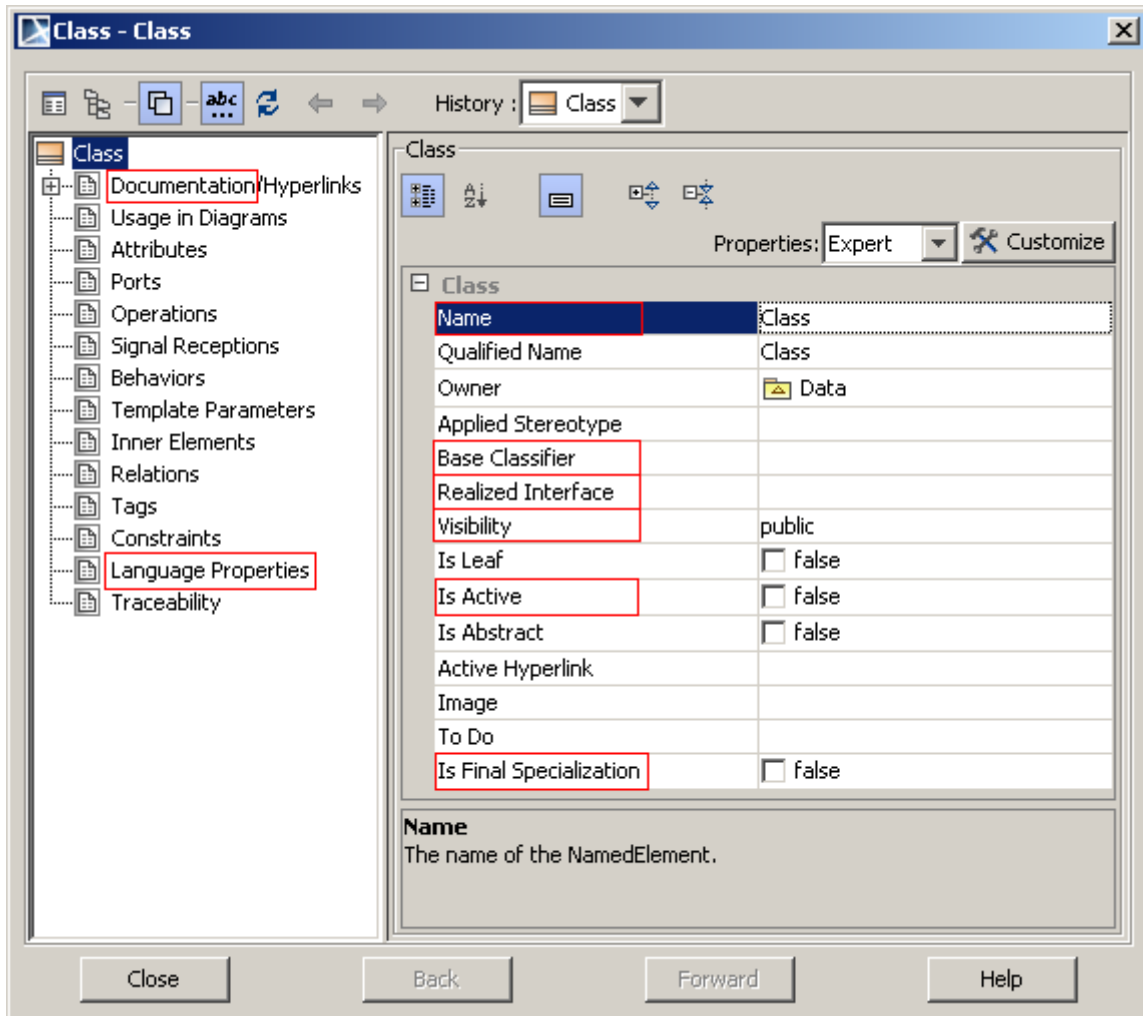 Class - Class
abc
History : Class
Class
Documentation/Hyperlinks
Usage in Diagrams
Attributes
Ports
Operations
Signal Receptions
Behaviors
Template Parameters
Inner Elements
Relations
Tags
Constraints
Language Properties
Traceability
Class
A
Z
Properties: Expert Customize
Class
Name Class
Qualified Name Class
Owner Data
Applied Stereotype
Base Classifier
Realized Interface
Visibility public
Is Leaf false
Is Active false
Is Abstract false
Active Hyperlink
Image
To Do
Is Final Specialization false
Name
The name of the NamedElement.
Close Back Forward Help